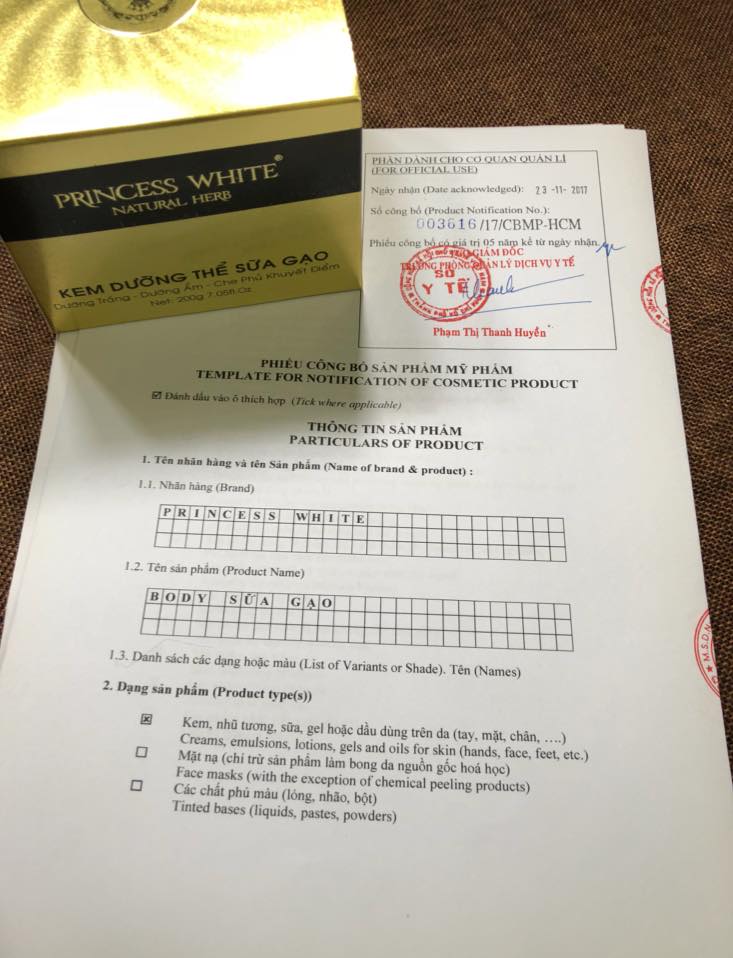 PRINCESS WHITE®
NATURAL HERB
KEM DƯỠNG THỂ SỮA GẠO
Dưỡng Trắng - Dưỡng Ẩm - Che Phủ Khuyết Điểm
Net: 200g 7.05fl.Oz
PHẦN DÀNH CHO CƠ QUAN QUẢN LÍ
(FOR OFFICIAL USE)
Ngày nhận (Date acknowledged): 23 -11- 2017
Số công bố (Product Notification No.):
003616/17/CBMP-HCM
Phiếu công bố có giá trị 05 năm kể từ ngày nhận.
GIÁM ĐỐC
TRƯỞNG PHÒNG QUẢN LÝ DỊCH VỤ Y TẾ
SỞ
Y TẾ
Phạm Thị Thanh Huyền
PHIẾU CÔNG BỐ SẢN PHẨM MỸ PHẨM
TEMPLATE FOR NOTIFICATION OF COSMETIC PRODUCT
☑ Đánh dấu vào ô thích hợp (Tick where applicable)
THÔNG TIN SẢN PHẨM
PARTICULARS OF PRODUCT
1. Tên nhãn hàng và tên Sản phẩm (Name of brand & product) :
1.1. Nhãn hàng (Brand)
PRINCESS WHITE
1.2. Tên sản phẩm (Product Name)
BODY SỮA GẠO
1.3. Danh sách các dạng hoặc màu (List of Variants or Shade). Tên (Names)
2. Dạng sản phẩm (Product type(s))
☒ Kem, nhũ tương, sữa, gel hoặc dầu dùng trên da (tay, mặt, chân, ....)
Creams, emulsions, lotions, gels and oils for skin (hands, face, feet, etc.)
☐ Mặt nạ (chỉ trừ sản phẩm làm bong da nguồn gốc hoá học)
Face masks (with the exception of chemical peeling products)
☐ Các chất phủ màu (lỏng, nhão, bột)
Tinted bases (liquids, pastes, powders)
M.S.D.N